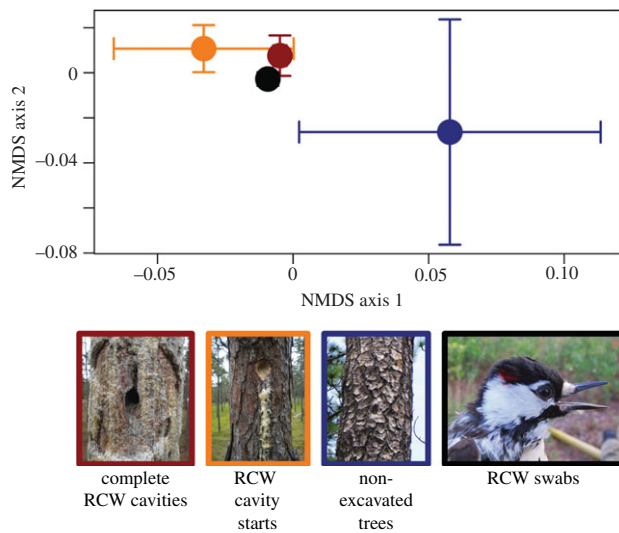 NMDS axis 2
0
−0.04
−0.08
−0.05
0
0.05
0.10
NMDS axis 1
complete
RCW cavities
RCW
cavity
starts
non-
excavated
trees
RCW swabs